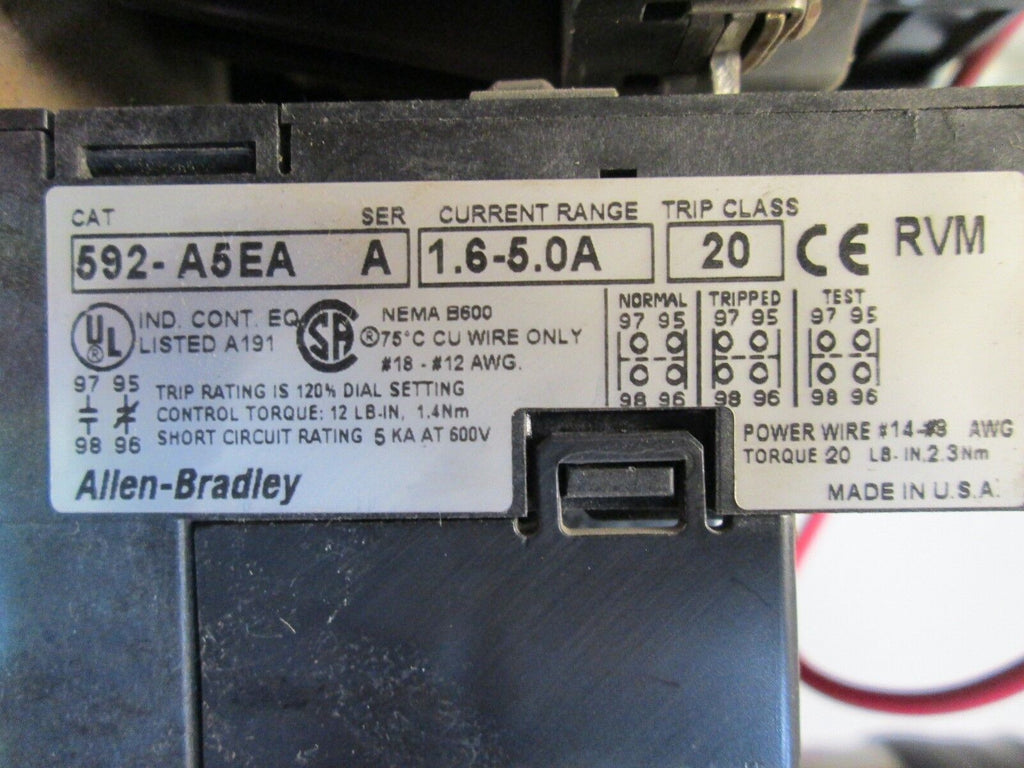 CAT SER CURRENT RANGE TRIP CLASS
592-A5EA A 1.6-5.0A 20 CE RVM
UL ® IND. CONT. EQ.
LISTED A191
SA ®
NEMA B600
75°C CU WIRE ONLY
#18 - #12 AWG.
NORMAL TRIPPED TEST
97 95 97 95 97 95
98 96 98 96 98 96
97 95
98 96
TRIP RATING IS 120% DIAL SETTING
CONTROL TORQUE: 12 LB-IN, 1.4Nm
SHORT CIRCUIT RATING 5 KA AT 600V
POWER WIRE #14-#8 AWG
TORQUE 20 LB-IN, 2.3Nm
Allen-Bradley
MADE IN U.S.A.